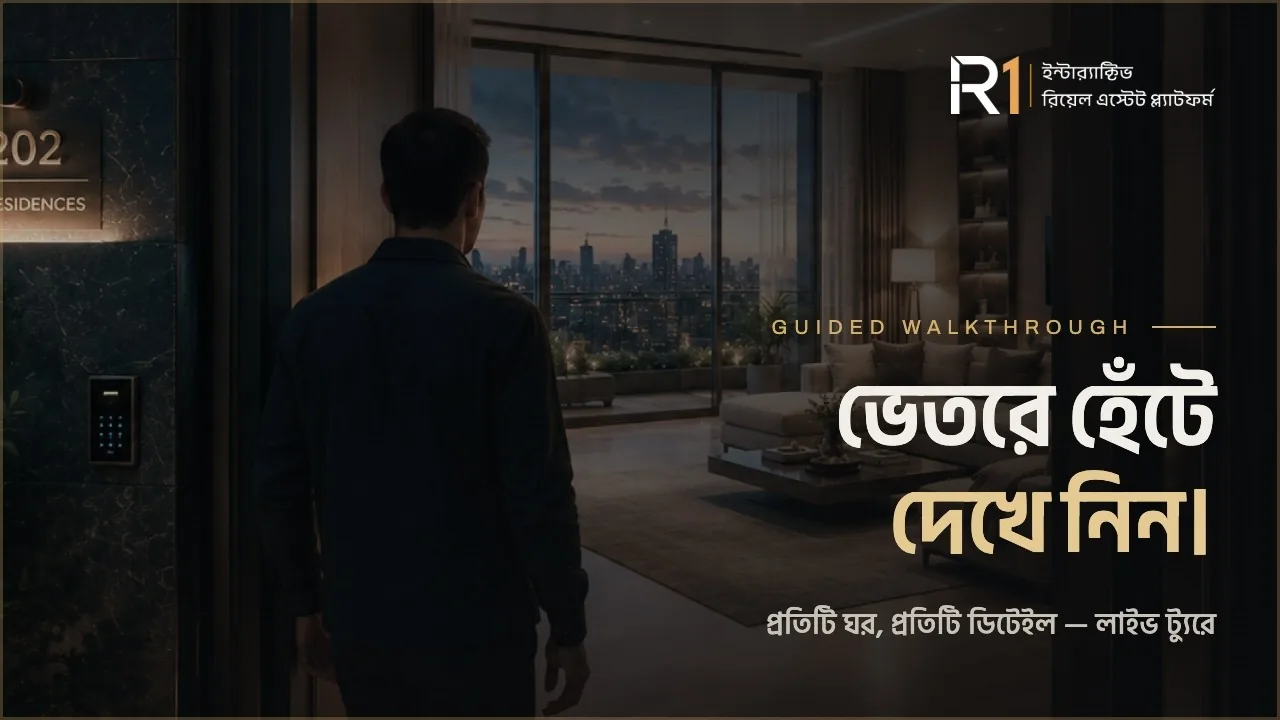 R1
ইন্টার‍্যাক্টিভ
রিয়েল এস্টেট প্ল্যাটফর্ম
202
ESIDENCES
GUIDED WALKTHROUGH
ভেতরে হেঁটে
দেখে নিন।
প্রতিটি ঘর, প্রতিটি ডিটেইল — লাইভ ট্যুরে